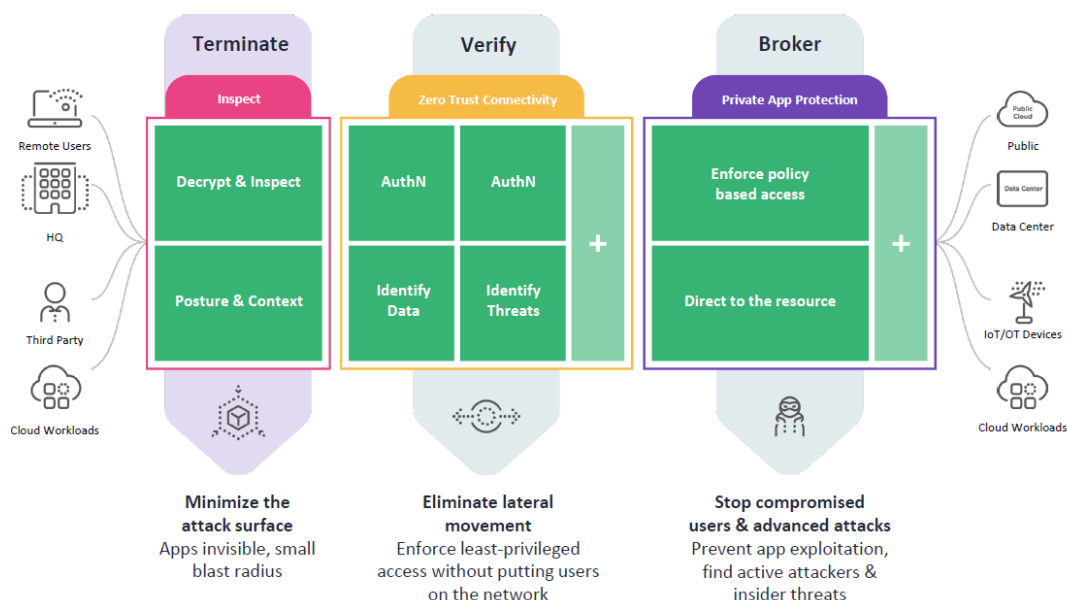 Terminate
Verify
Broker
Inspect
Zero Trust Connectivity
Private App Protection
Remote Users
HQ
Third Party
Cloud Workloads
Decrypt & Inspect
Posture & Context
AuthN
AuthN
Identify
Data
Identify
Threats
+
Enforce policy
based access
Direct to the resource
+
Public
Cloud
Public
Data Center
Data Center
IoT/OT Devices
Cloud Workloads
Minimize the
attack surface
Apps invisible, small
blast radius
Eliminate lateral
movement
Enforce least-privileged
access without putting users
on the network
Stop compromised
users & advanced attacks
Prevent app exploitation,
find active attackers &
insider threats